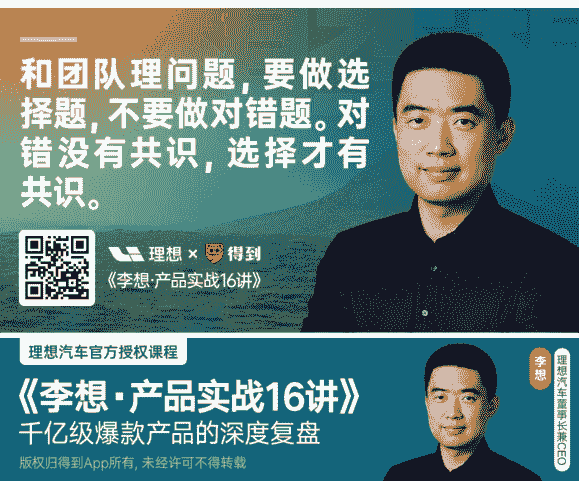 和团队理问题，要做选
择题，不要做对错题。对
错没有共识，选择才有
共识。
理想 × 得到
《李想·产品实战16讲》
理想汽车官方授权课程
《李想·产品实战16讲》
千亿级爆款产品的深度复盘
版权归得到App所有，未经许可不得转载
李想
理想汽车董事长兼CEO